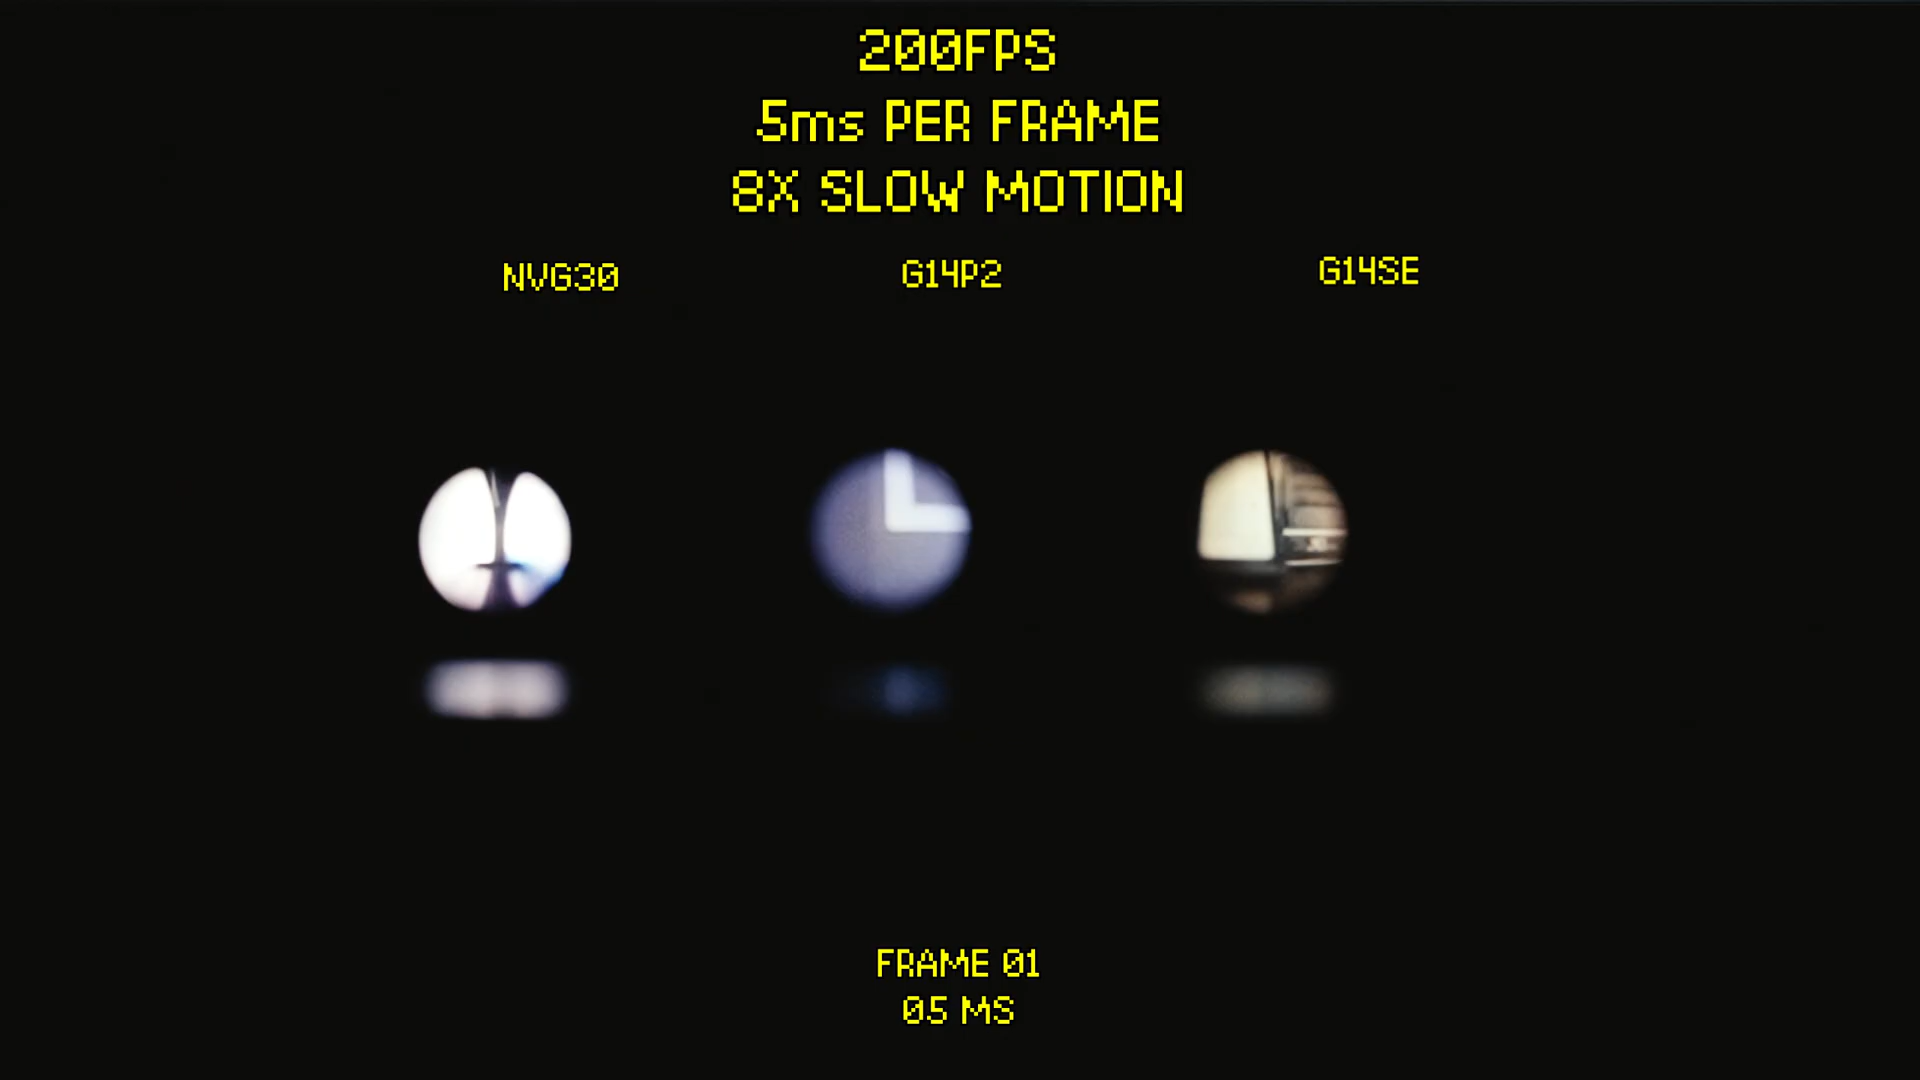 200FPS
5ms PER FRAME
8X SLOW MOTION
NVG30 G14P2 G14SE
FRAME 01
05 MS